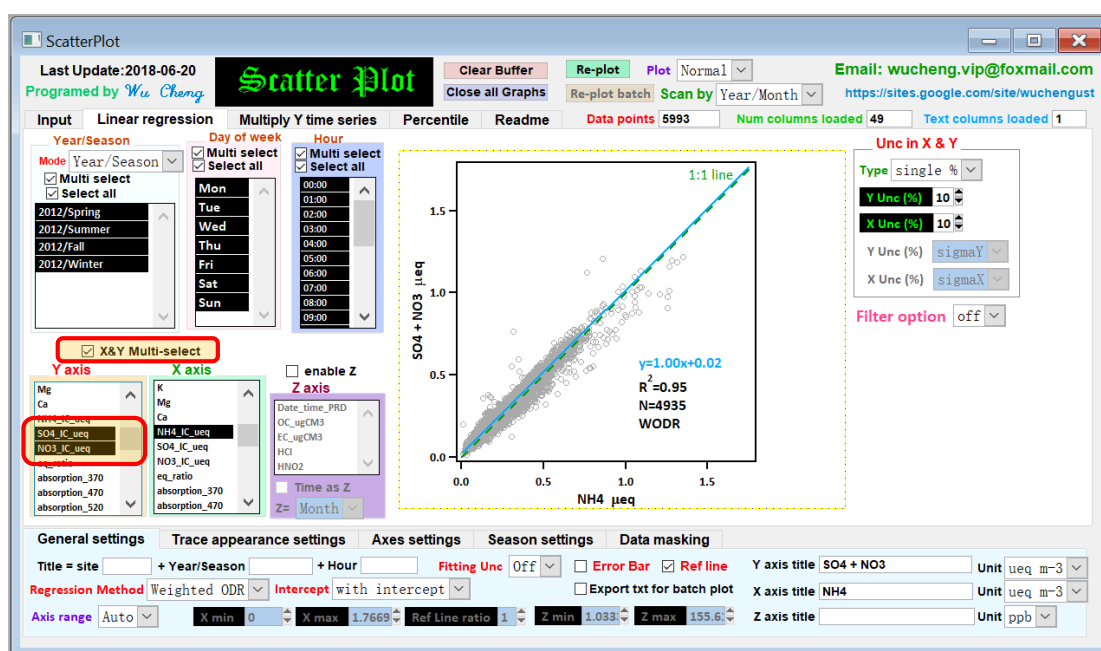 ScatterPlot
Last Update:2018-06-20
Programed by Wu Cheng
Scatter Plot
Clear Buffer
Close all Graphs
Re-plot
Plot Normal
Re-plot batch
Scan by Year/Month
Email: wucheng.vip@foxmail.com
https://sites.google.com/site/wuchengust
Input Linear regression Multiply Y time series Percentile Readme
Data points 5993
Num columns loaded 49
Text columns loaded 1
Year/Season
Mode Year/Season
Multi select
Select all
2012/Spring
2012/Summer
2012/Fall
2012/Winter
Day of week
Multi select
Select all
Mon
Tue
Wed
Thu
Fri
Sat
Sun
Hour
Multi select
Select all
00:00
01:00
02:00
03:00
04:00
05:00
06:00
07:00
08:00
09:00
X&Y Multi-select
Y axis
Mg
Ca
NH4_IC_ueq
SO4_IC_ueq
NO3_IC_ueq
eq_ratio
absorption_370
absorption_470
absorption_520
X axis
K
Mg
Ca
NH4_IC_ueq
SO4_IC_ueq
NO3_IC_ueq
eq_ratio
absorption_370
absorption_470
enable Z
Z axis
Date_time_PRD
OC_ugCM3
EC_ugCM3
HCl
HNO2
Time as Z
Z= Month
SO4 + NO3 μeq
1.5
1.0
0.5
0.0
1:1 line
y=1.00x+0.02
R2=0.95
N=4935
WODR
0.0 0.5 1.0 1.5
NH4 μeq
Unc in X & Y
Type single %
Y Unc (%) 10
X Unc (%) 10
Y Unc (%) sigmaY
X Unc (%) sigmaX
Filter option off
General settings Trace appearance settings Axes settings Season settings Data masking
Title = site + Year/Season + Hour
Fitting Unc Off
Error Bar
Ref line
Y axis title SO4 + NO3
Unit ueq m-3
Regression Method Weighted ODR
Intercept with intercept
Export txt for batch plot
X axis title NH4
Unit ueq m-3
Axis range Auto
X min 0
X max 1.7669
Ref Line ratio 1
Z min 1.033
Z max 155.6
Z axis title
Unit ppb